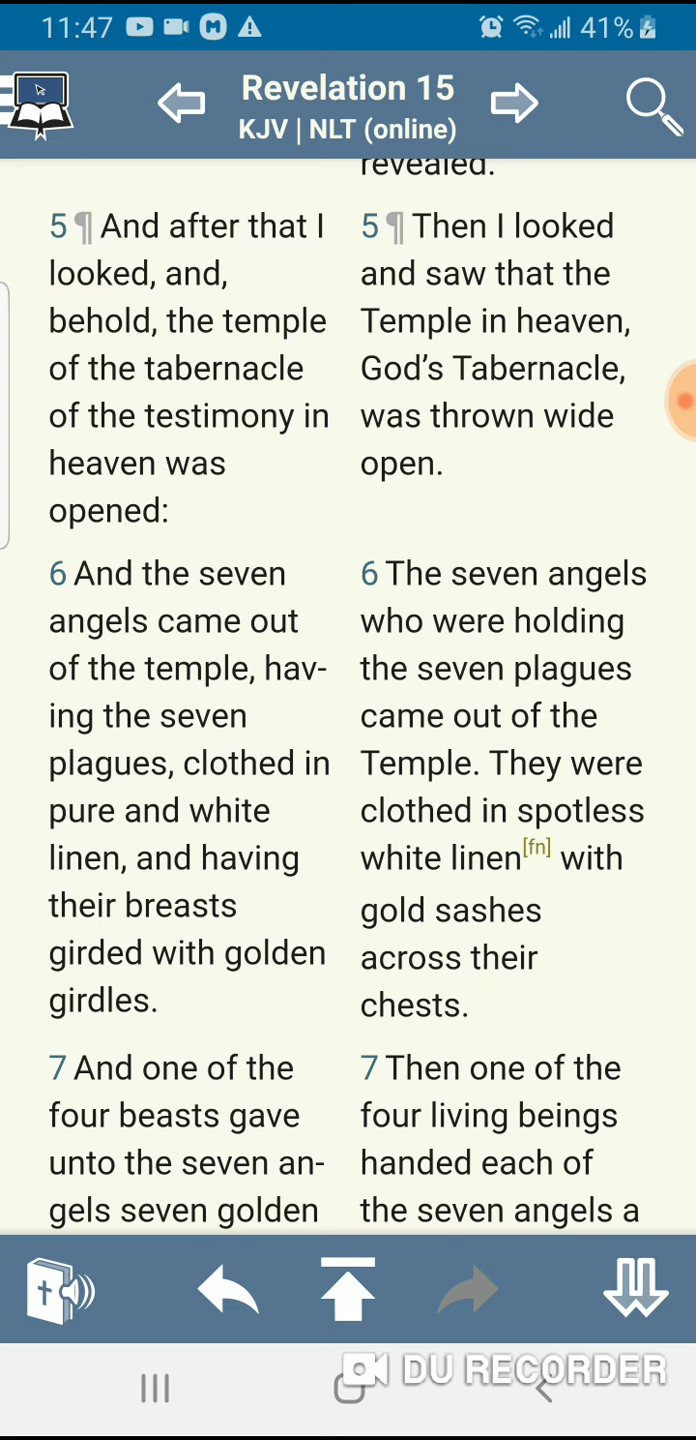 11:47
41%
Revelation 15
KJV | NLT (online)
revealed.
5 ¶ And after that I
looked, and,
behold, the temple
of the tabernacle
of the testimony in
heaven was
opened:
5 ¶ Then I looked
and saw that the
Temple in heaven,
God’s Tabernacle,
was thrown wide
open.
6 And the seven
angels came out
of the temple, hav-
ing the seven
plagues, clothed in
pure and white
linen, and having
their breasts
girded with golden
girdles.
6 The seven angels
who were holding
the seven plagues
came out of the
Temple. They were
clothed in spotless
white linen[fn] with
gold sashes
across their
chests.
7 And one of the
four beasts gave
unto the seven an-
gels seven golden
7 Then one of the
four living beings
handed each of
the seven angels a
DU RECORDER